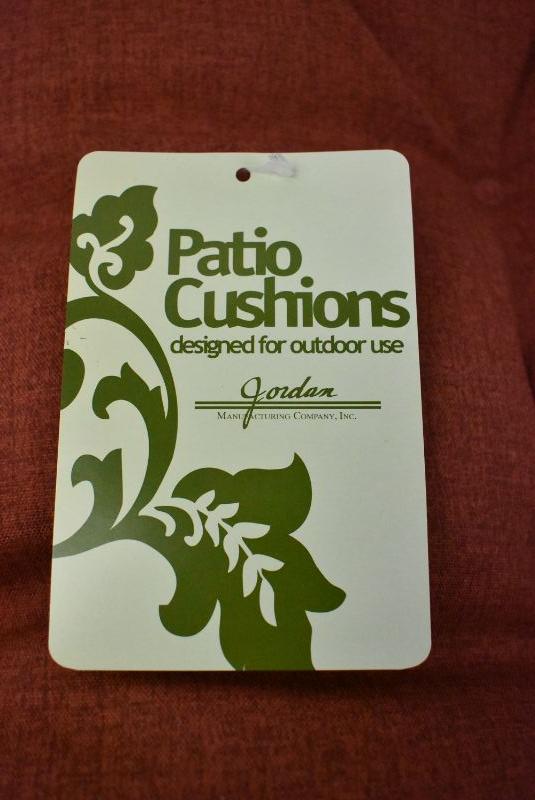 Patio
Cushions
designed for outdoor use
Jordan
Manufacturing Company, Inc.